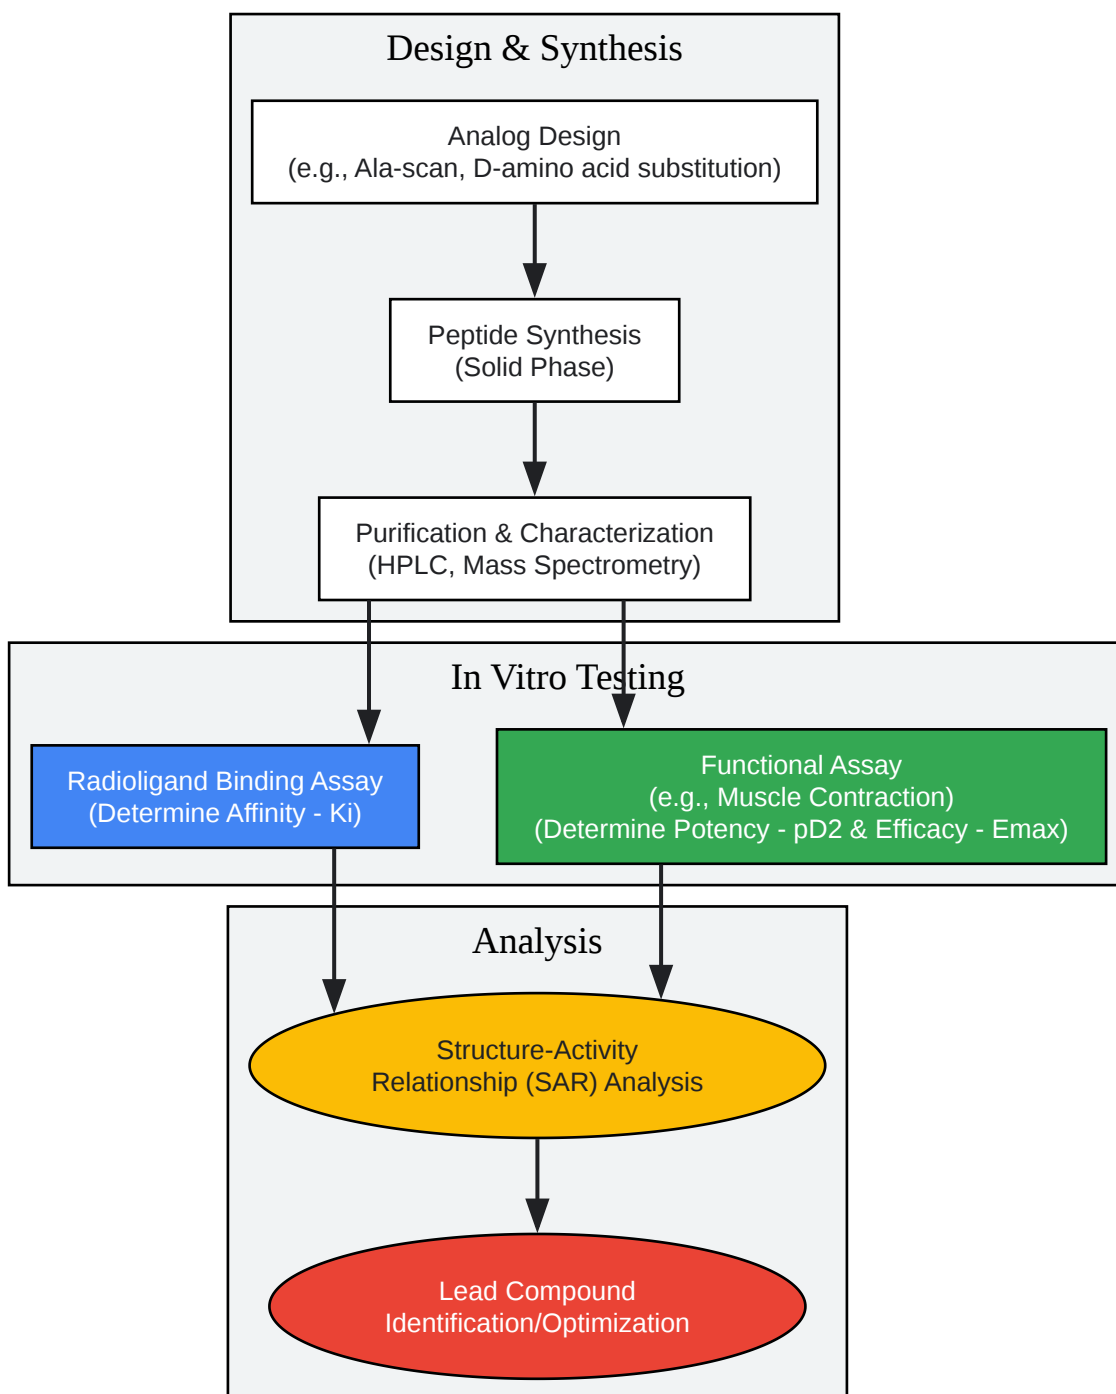 Design & Synthesis
Analog Design
(e.g., Ala-scan, D-amino acid substitution)
Peptide Synthesis
(Solid Phase)
Purification & Characterization
(HPLC, Mass Spectrometry)
In Vitro Testing
Radioligand Binding Assay
(Determine Affinity - Ki)
Functional Assay
(e.g., Muscle Contraction)
(Determine Potency - pD2 & Efficacy - Emax)
Analysis
Structure-Activity
Relationship (SAR) Analysis
Lead Compound
Identification/Optimization